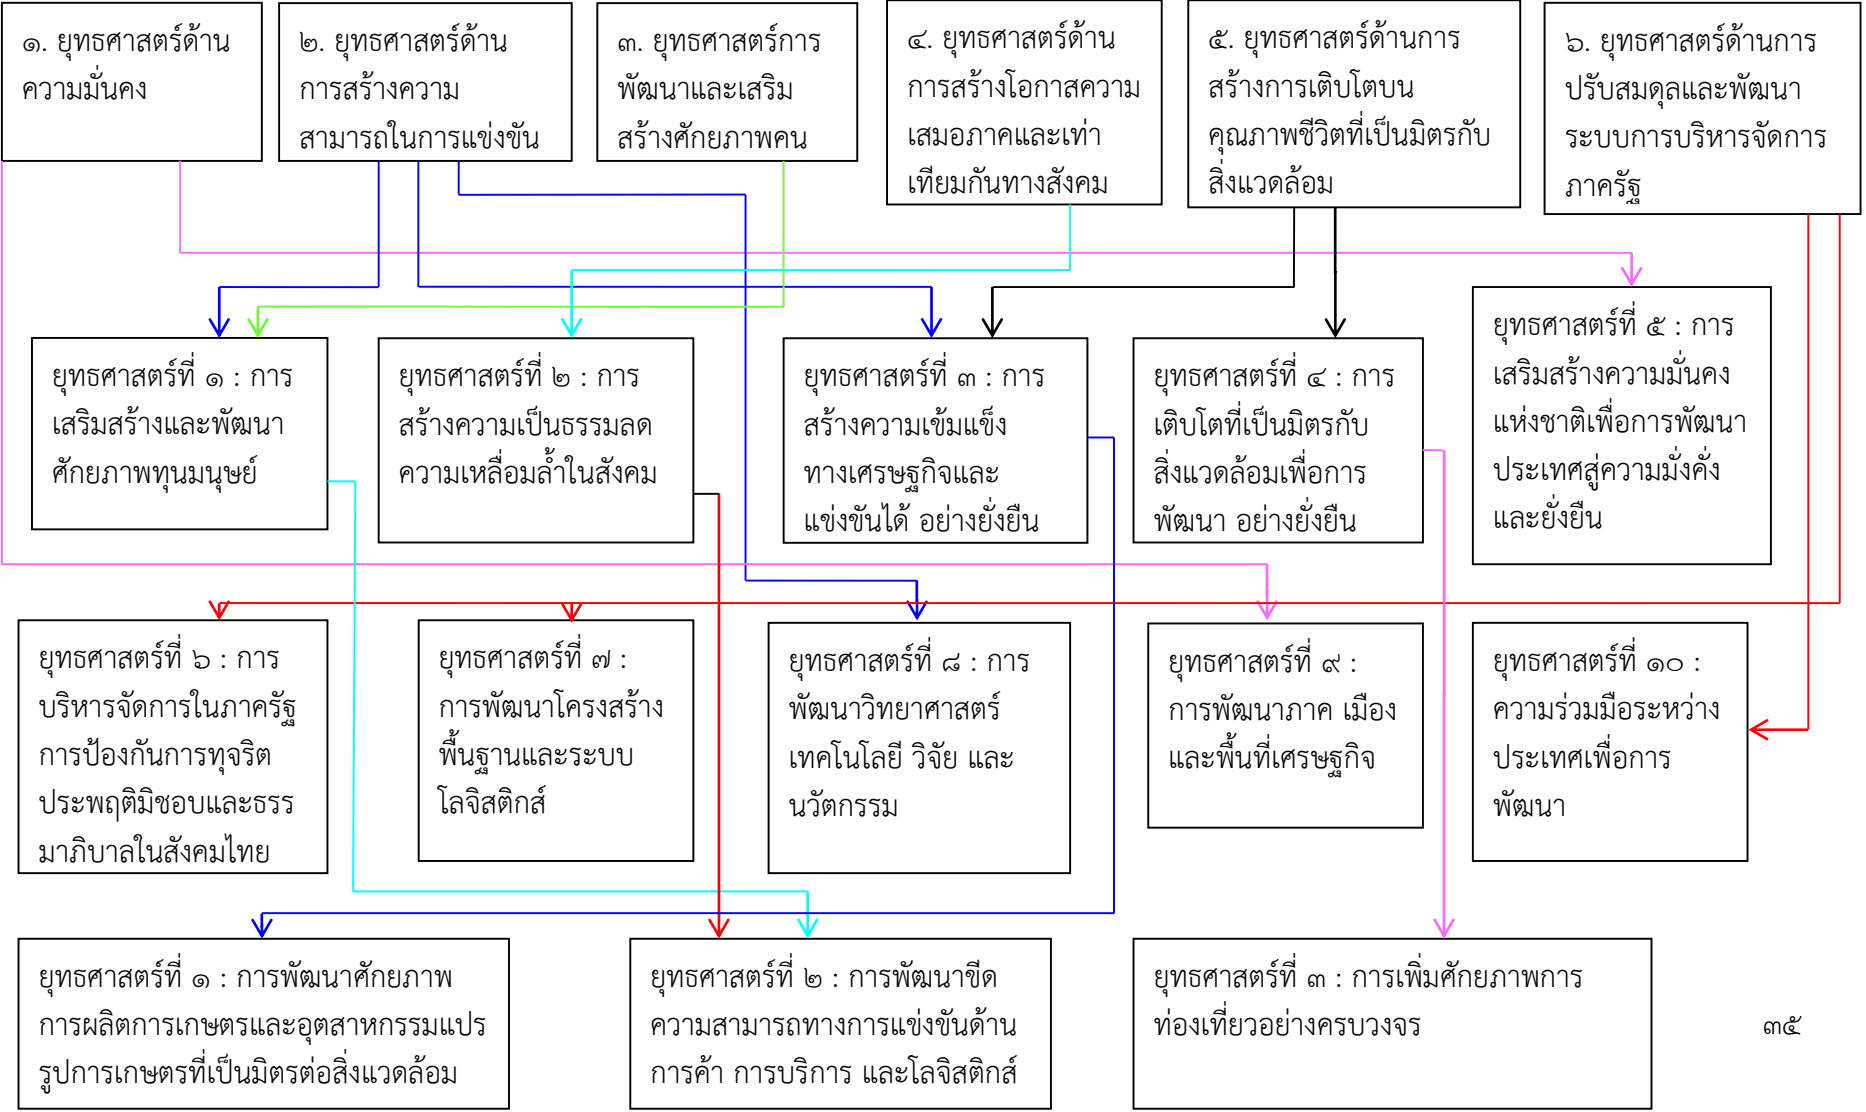 ๑. ยุทธศาสตร์ด้าน
ความมั่นคง
๒. ยุทธศาสตร์ด้าน
การสร้างความ
สามารถในการแข่งขัน
๓. ยุทธศาสตร์การ
พัฒนาและเสริม
สร้างศักยภาพคน
๔. ยุทธศาสตร์ด้าน
การสร้างโอกาสความ
เสมอภาคและเท่า
เทียมกันทางสังคม
๕. ยุทธศาสตร์ด้านการ
สร้างการเติบโตบน
คุณภาพชีวิตที่เป็นมิตรกับ
สิ่งแวดล้อม
๖. ยุทธศาสตร์ด้านการ
ปรับสมดุลและพัฒนา
ระบบการบริหารจัดการ
ภาครัฐ
ยุทธศาสตร์ที่ ๑ : การ
เสริมสร้างและพัฒนา
ศักยภาพทุนมนุษย์
ยุทธศาสตร์ที่ ๒ : การ
สร้างความเป็นธรรมลด
ความเหลื่อมล้ำในสังคม
ยุทธศาสตร์ที่ ๓ : การ
สร้างความเข้มแข็ง
ทางเศรษฐกิจและ
แข่งขันได้ อย่างยั่งยืน
ยุทธศาสตร์ที่ ๔ : การ
เติบโตที่เป็นมิตรกับ
สิ่งแวดล้อมเพื่อการ
พัฒนา อย่างยั่งยืน
ยุทธศาสตร์ที่ ๕ : การ
เสริมสร้างความมั่นคง
แห่งชาติเพื่อการพัฒนา
ประเทศสู่ความมั่งคั่ง
และยั่งยืน
ยุทธศาสตร์ที่ ๖ : การ
บริหารจัดการในภาครัฐ
การป้องกันการทุจริต
ประพฤติมิชอบและธรร
มาภิบาลในสังคมไทย
ยุทธศาสตร์ที่ ๗ :
การพัฒนาโครงสร้าง
พื้นฐานและระบบ
โลจิสติกส์
ยุทธศาสตร์ที่ ๘ : การ
พัฒนาวิทยาศาสตร์
เทคโนโลยี วิจัย และ
นวัตกรรม
ยุทธศาสตร์ที่ ๙ :
การพัฒนาภาค เมือง
และพื้นที่เศรษฐกิจ
ยุทธศาสตร์ที่ ๑๐ :
ความร่วมมือระหว่าง
ประเทศเพื่อการ
พัฒนา
ยุทธศาสตร์ที่ ๑ : การพัฒนาศักยภาพ
การผลิตการเกษตรและอุตสาหกรรมแปร
รูปการเกษตรที่เป็นมิตรต่อสิ่งแวดล้อม
ยุทธศาสตร์ที่ ๒ : การพัฒนาขีด
ความสามารถทางการแข่งขันด้าน
การค้า การบริการ และโลจิสติกส์
ยุทธศาสตร์ที่ ๓ : การเพิ่มศักยภาพการ
ท่องเที่ยวอย่างครบวงจร
๓๕